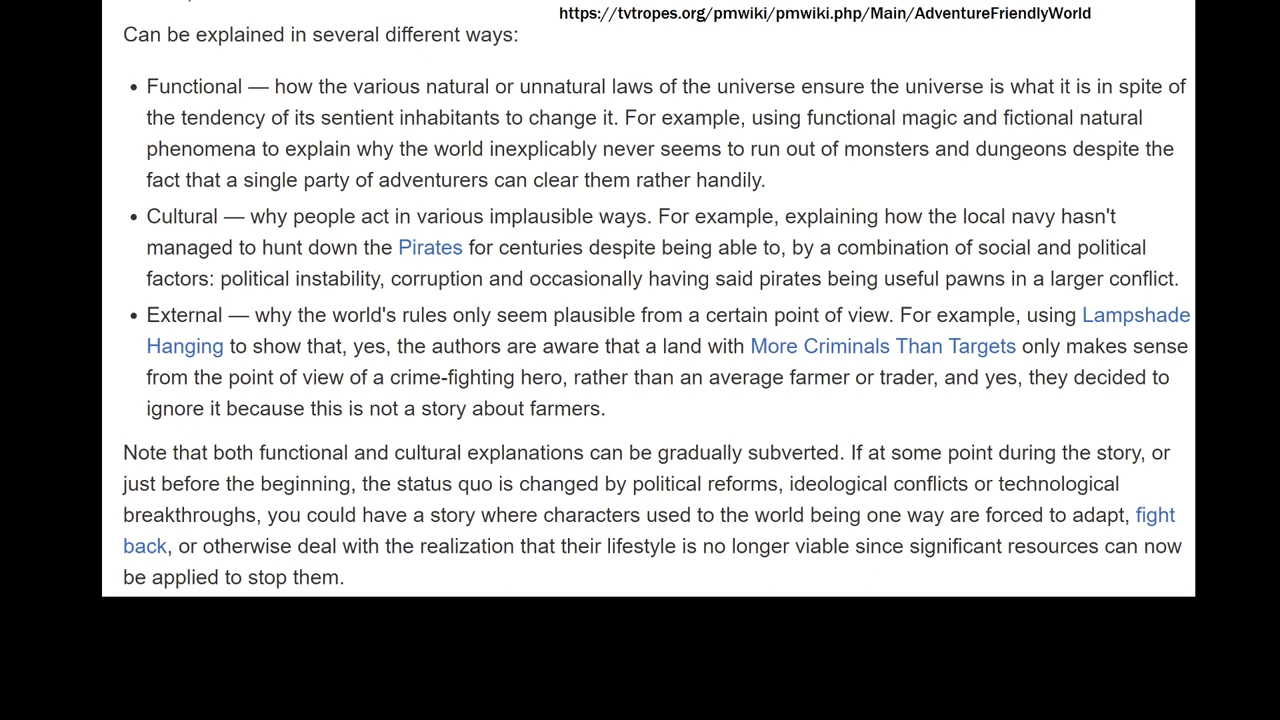 https://tvtropes.org/pmwiki/pmwiki.php/Main/AdventureFriendlyWorld
Can be explained in several different ways:
• Functional — how the various natural or unnatural laws of the universe ensure the universe is what it is in spite of
the tendency of its sentient inhabitants to change it. For example, using functional magic and fictional natural
phenomena to explain why the world inexplicably never seems to run out of monsters and dungeons despite the
fact that a single party of adventurers can clear them rather handily.
• Cultural — why people act in various implausible ways. For example, explaining how the local navy hasn't
managed to hunt down the Pirates for centuries despite being able to, by a combination of social and political
factors: political instability, corruption and occasionally having said pirates being useful pawns in a larger conflict.
• External — why the world's rules only seem plausible from a certain point of view. For example, using Lampshade
Hanging to show that, yes, the authors are aware that a land with More Criminals Than Targets only makes sense
from the point of view of a crime-fighting hero, rather than an average farmer or trader, and yes, they decided to
ignore it because this is not a story about farmers.
Note that both functional and cultural explanations can be gradually subverted. If at some point during the story, or
just before the beginning, the status quo is changed by political reforms, ideological conflicts or technological
breakthroughs, you could have a story where characters used to the world being one way are forced to adapt, fight
back, or otherwise deal with the realization that their lifestyle is no longer viable since significant resources can now
be applied to stop them.